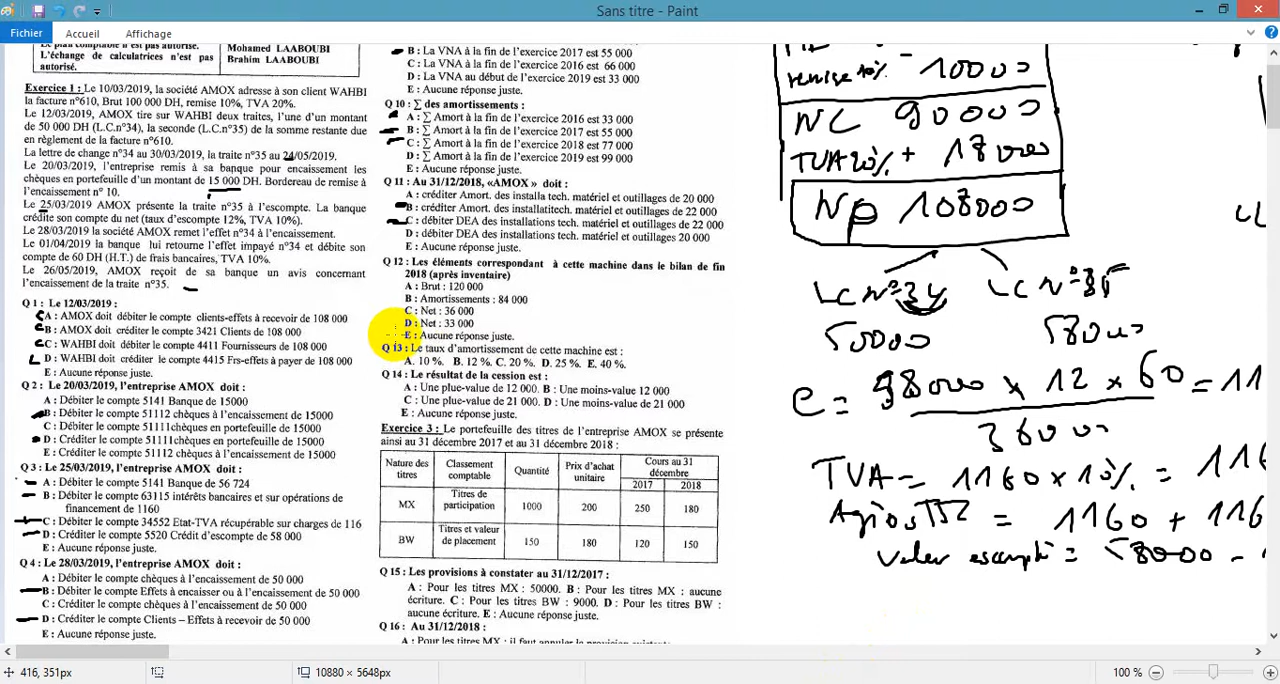 Sans titre - Paint
Fichier
Accueil
Affichage
Le plan comptable n'est pas autorisé.
L'échange de calculatrices n'est pas
autorisé.
Mohamed LAABOUBI
Brahim LAABOUBI
Exercice 1 : Le 10/03/2019, la société AMOX adresse à son client WAHBI
la facture n°610, Brut 100 000 DH, remise 10%, TVA 20%.
Le 12/03/2019, AMOX tire sur WAHBI deux traites, l'une d'un montant
de 50 000 DH (L.C.n°34), la seconde (L.C.n°35) de la somme restante due
en règlement de la facture n°610.
La lettre de change n°34 au 30/03/2019, la traite n°35 au 24/05/2019.
Le 20/03/2019, l'entreprise remis à sa banque pour encaissement les
chèques en portefeuille d'un montant de 15 000 DH. Bordereau de remise à
l'encaissement n° 10.
Le 25/03/2019 AMOX présente la traite n°35 à l'escompte. La banque
crédite son compte du net (taux d'escompte 12%, TVA 10%).
Le 28/03/2019 la société AMOX remet l'effet n°34 à l'encaissement.
Le 01/04/2019 la banque lui retourne l'effet impayé n°34 et débite son
compte de 60 DH (H.T.) de frais bancaires, TVA 10%.
Le 26/05/2019, AMOX reçoit de sa banque un avis concernant
l'encaissement de la traite n°35.
Q 1 : Le 12/03/2019 :
A : AMOX doit débiter le compte clients-effets à recevoir de 108 000
B : AMOX doit créditer le compte 3421 Clients de 108 000
C : WAHBI doit débiter le compte 4411 Fournisseurs de 108 000
D : WAHBI doit créditer le compte 4415 Frs-effets à payer de 108 000
E : Aucune réponse juste.
Q 2 : Le 20/03/2019, l'entreprise AMOX doit :
A : Débiter le compte 5141 Banque de 15000
B : Débiter le compte 51112 chèques à l'encaissement de 15000
C : Débiter le compte 51111chèques en portefeuille de 15000
D : Créditer le compte 51111chèques en portefeuille de 15000
E : Créditer le compte 51112 chèques à l'encaissement de 15000
Q 3 : Le 25/03/2019, l'entreprise AMOX doit :
A : Débiter le compte 5141 Banque de 56 724
B : Débiter le compte 63115 intérêts bancaires et sur opérations de
financement de 1160
C : Débiter le compte 34552 Etat-TVA récupérable sur charges de 116
D : Créditer le compte 5520 Crédit d'escompte de 58 000
E : Aucune réponse juste.
Q 4 : Le 28/03/2019, l'entreprise AMOX doit :
A : Débiter le compte chèques à l'encaissement de 50 000
B : Débiter le compte Effets à encaisser ou à l'encaissement de 50 000
C : Créditer le compte chèques à l'encaissement de 50 000
D : Créditer le compte Clients – Effets à recevoir de 50 000
E : Aucune réponse juste.
B : La VNA à la fin de l'exercice 2017 est 55 000
C : La VNA à la fin de l'exercice 2016 est 66 000
D : La VNA au début de l'exercice 2019 est 33 000
E : Aucune réponse juste.
Q 10 : ∑ des amortissements :
A : ∑ Amort à la fin de l'exercice 2016 est 33 000
B : ∑ Amort à la fin de l'exercice 2017 est 55 000
C : ∑ Amort à la fin de l'exercice 2018 est 77 000
D : ∑ Amort à la fin de l'exercice 2019 est 99 000
E : Aucune réponse juste.
Q 11 : Au 31/12/2018, «AMOX» doit :
A : créditer Amort. des installa tech. matériel et outillages de 20 000
B : créditer Amort. des installatitech. matériel et outillages de 22 000
C : débiter DEA des installations tech. matériel et outillages de 22 000
D : débiter DEA des installations tech. matériel et outillages 20 000
E : Aucune réponse juste.
Q 12 : Les éléments correspondant à cette machine dans le bilan de fin
2018 (après inventaire)
A : Brut : 120 000
B : Amortissements : 84 000
C : Net : 36 000
D : Net : 33 000
E : Aucune réponse juste.
Q 13 : Le taux d'amortissement de cette machine est :
A. 10 %. B. 12 %. C. 20 %. D. 25 %. E. 40 %.
Q 14 : Le résultat de la cession est :
A : Une plue-value de 12 000. B : Une moins-value 12 000
C : Une plue-value de 21 000. D : Une moins-value de 21 000
E : Aucune réponse juste.
Exercice 3 : Le portefeuille des titres de l'entreprise AMOX se présente
ainsi au 31 décembre 2017 et au 31 décembre 2018 :
Nature des titres | Classement comptable | Quantité | Prix d'achat unitaire | Cours au 31 décembre
2017 | 2018
MX | Titres de participation | 1000 | 200 | 250 | 180
BW | Titres et valeur de placement | 150 | 180 | 120 | 150
Q 15 : Les provisions à constater au 31/12/2017 :
A : Pour les titres MX : 50000. B : Pour les titres MX : aucune
écriture. C : Pour les titres BW : 9000. D : Pour les titres BW :
aucune écriture. E : Aucune réponse juste.
Q 16 : Au 31/12/2018 :
remise 10% - 10000
NC 90000
TVA 20% + 18000
Np 108000
LC n°34
LC n°35
50000
58000
e = 58000 x 12 x 60 = 11
36000
TVA = 1160 x 10% = 116
Agios TTC = 1160 + 116
Valeur escompte = 58000 -
416, 351px
10880 × 5648px
100 %